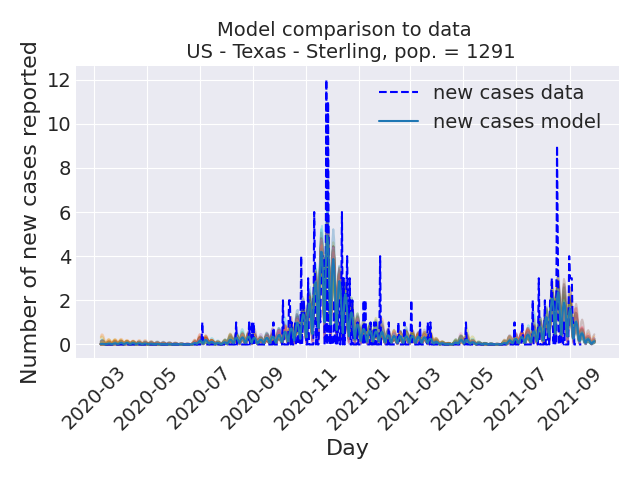 Model comparison to data
US - Texas - Sterling, pop. = 1291
Number of new cases reported
12
10
8
6
4
2
0
new cases data
new cases model
2020-03
2020-05
2020-07
2020-09
2020-11
2021-01
2021-03
2021-05
2021-07
2021-09
Day